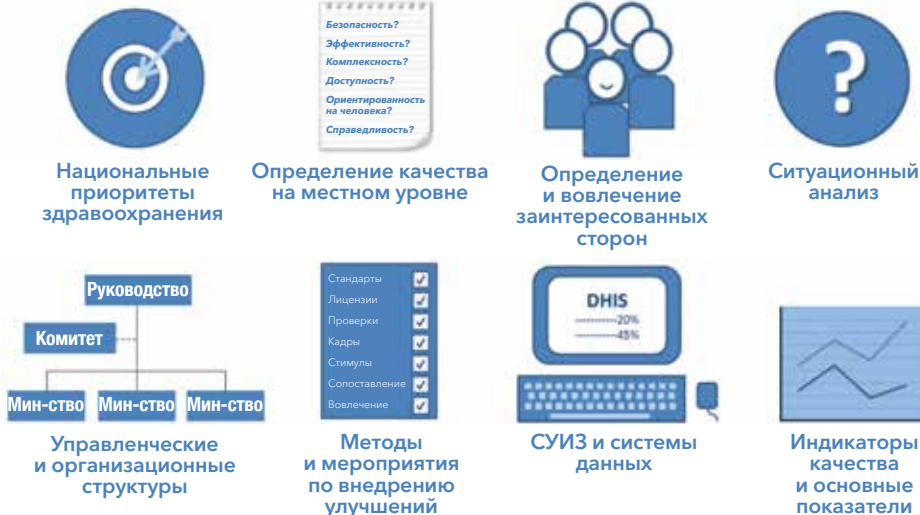 Безопасность?
Эффективность?
Комплексность?
Доступность?
Ориентированность
на человека?
Справедливость?
Национальные
приоритеты
здравоохранения
Определение качества
на местном уровне
Определение
и вовлечение
заинтересованных
сторон
?
Ситуационный
анализ
Руководство
Комитет
Мин-ство Мин-ство Мин-ство
Управленческие
и организационные
структуры
Стандарты
Лицензии
Проверки
Кадры
Стимулы
Сопоставление
Вовлечение
Методы
и мероприятия
по внедрению
улучшений
DHIS
20%
45%
СУИЗ и системы
данных
Индикаторы
качества
и основные
показатели